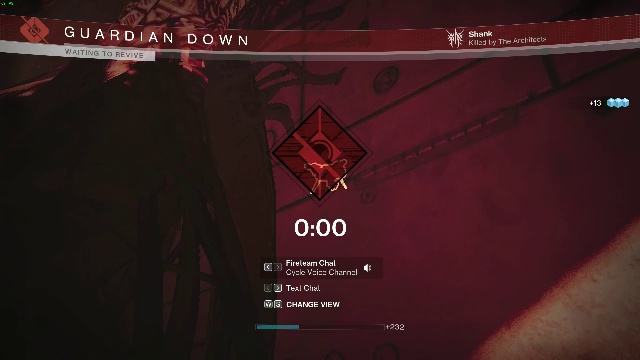 GUARDIAN DOWN
WAITING TO REVIVE
Shank
Killed by The Architects
+13
0:00
Fireteam Chat
Cycle Voice Channel
Text Chat
CHANGE VIEW
+232